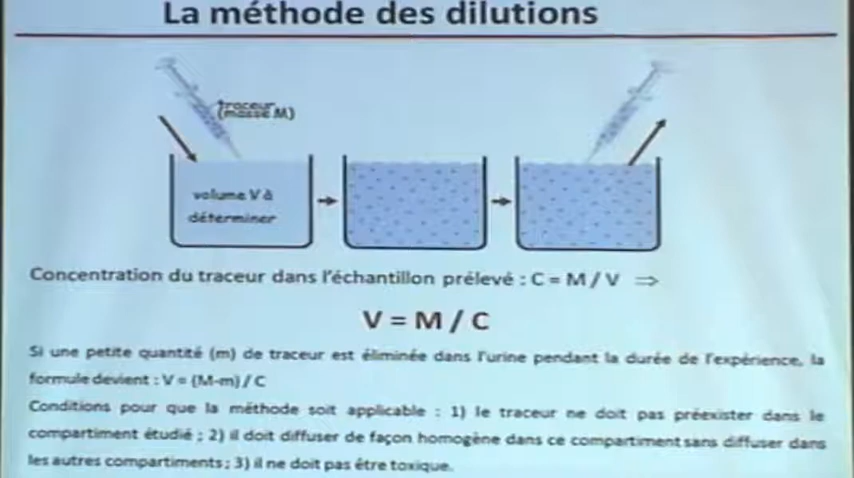 La méthode des dilutions
traceur
(masse M)
volume V à
déterminer
Concentration du traceur dans l'échantillon prélevé : C = M / V ⇒
V = M / C
Si une petite quantité (m) de traceur est éliminée dans l'urine pendant la durée de l'expérience, la
formule devient : V = (M-m) / C
Conditions pour que la méthode soit applicable : 1) le traceur ne doit pas préexister dans le
compartiment étudié ; 2) il doit diffuser de façon homogène dans ce compartiment sans diffuser dans
les autres compartiments ; 3) il ne doit pas être toxique.